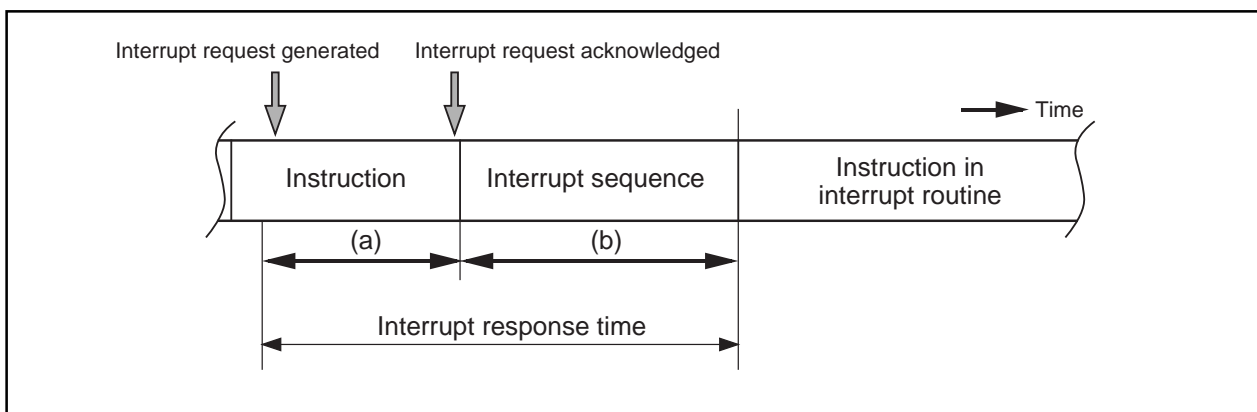 Interrupt request generated
Interrupt request acknowledged
Time
Instruction
Interrupt sequence
Instruction in
interrupt routine
(a)
(b)
Interrupt response time